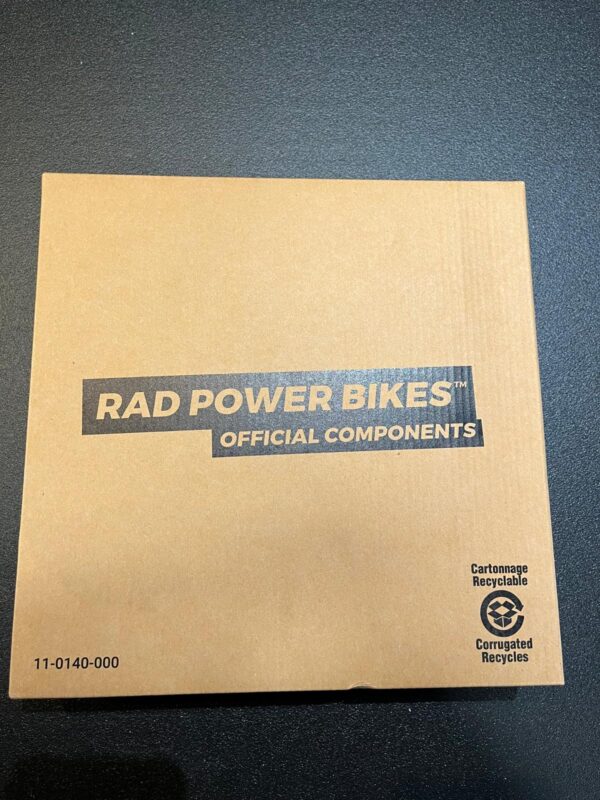 RAD POWER BIKES™
OFFICIAL COMPONENTS
Cartonnage
Recyclable
Corrugated
Recycles
11-0140-000